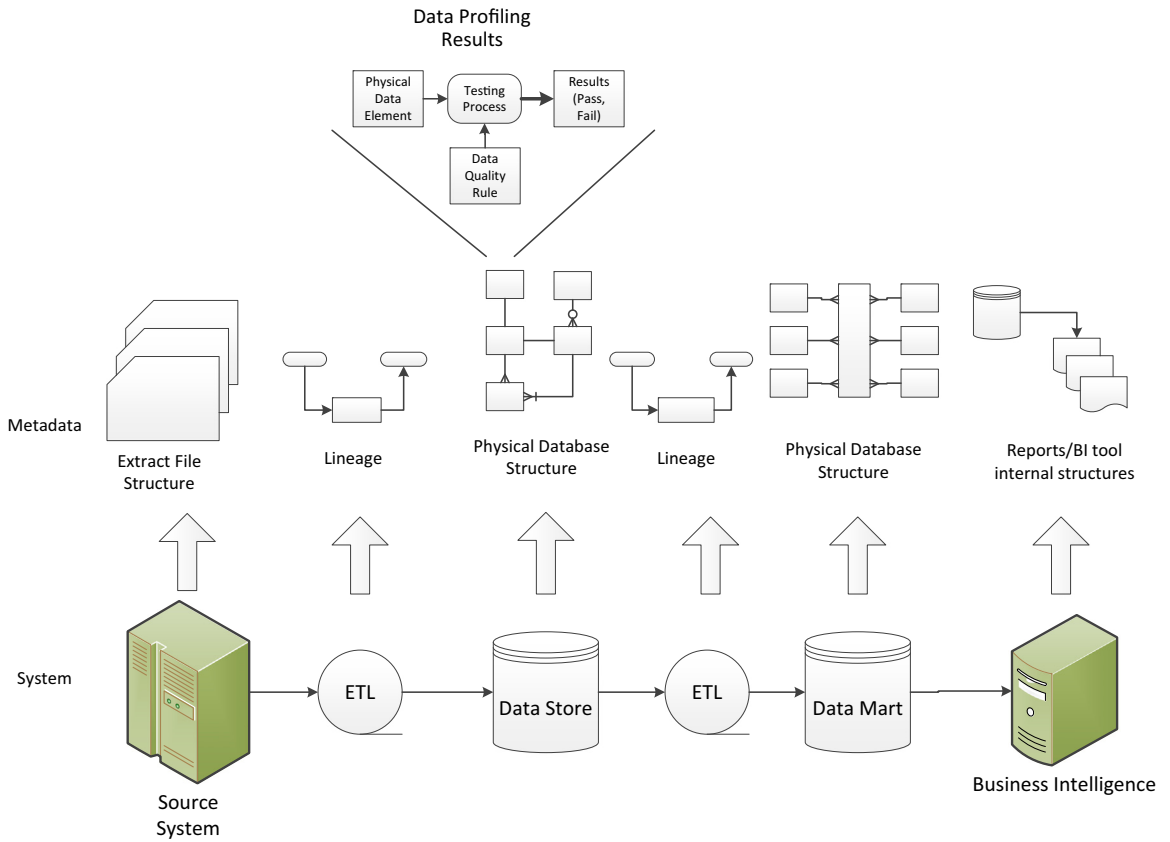 Data Profiling
Results
Physical
Data
Element
Testing
Process
Results
(Pass,
Fail)
Data
Quality
Rule
Metadata
Extract File
Structure
Lineage
Physical Database
Structure
Lineage
Physical Database
Structure
Reports/BI tool
internal structures
System
ETL
Data Store
ETL
Data Mart
Source
System
Business Intelligence